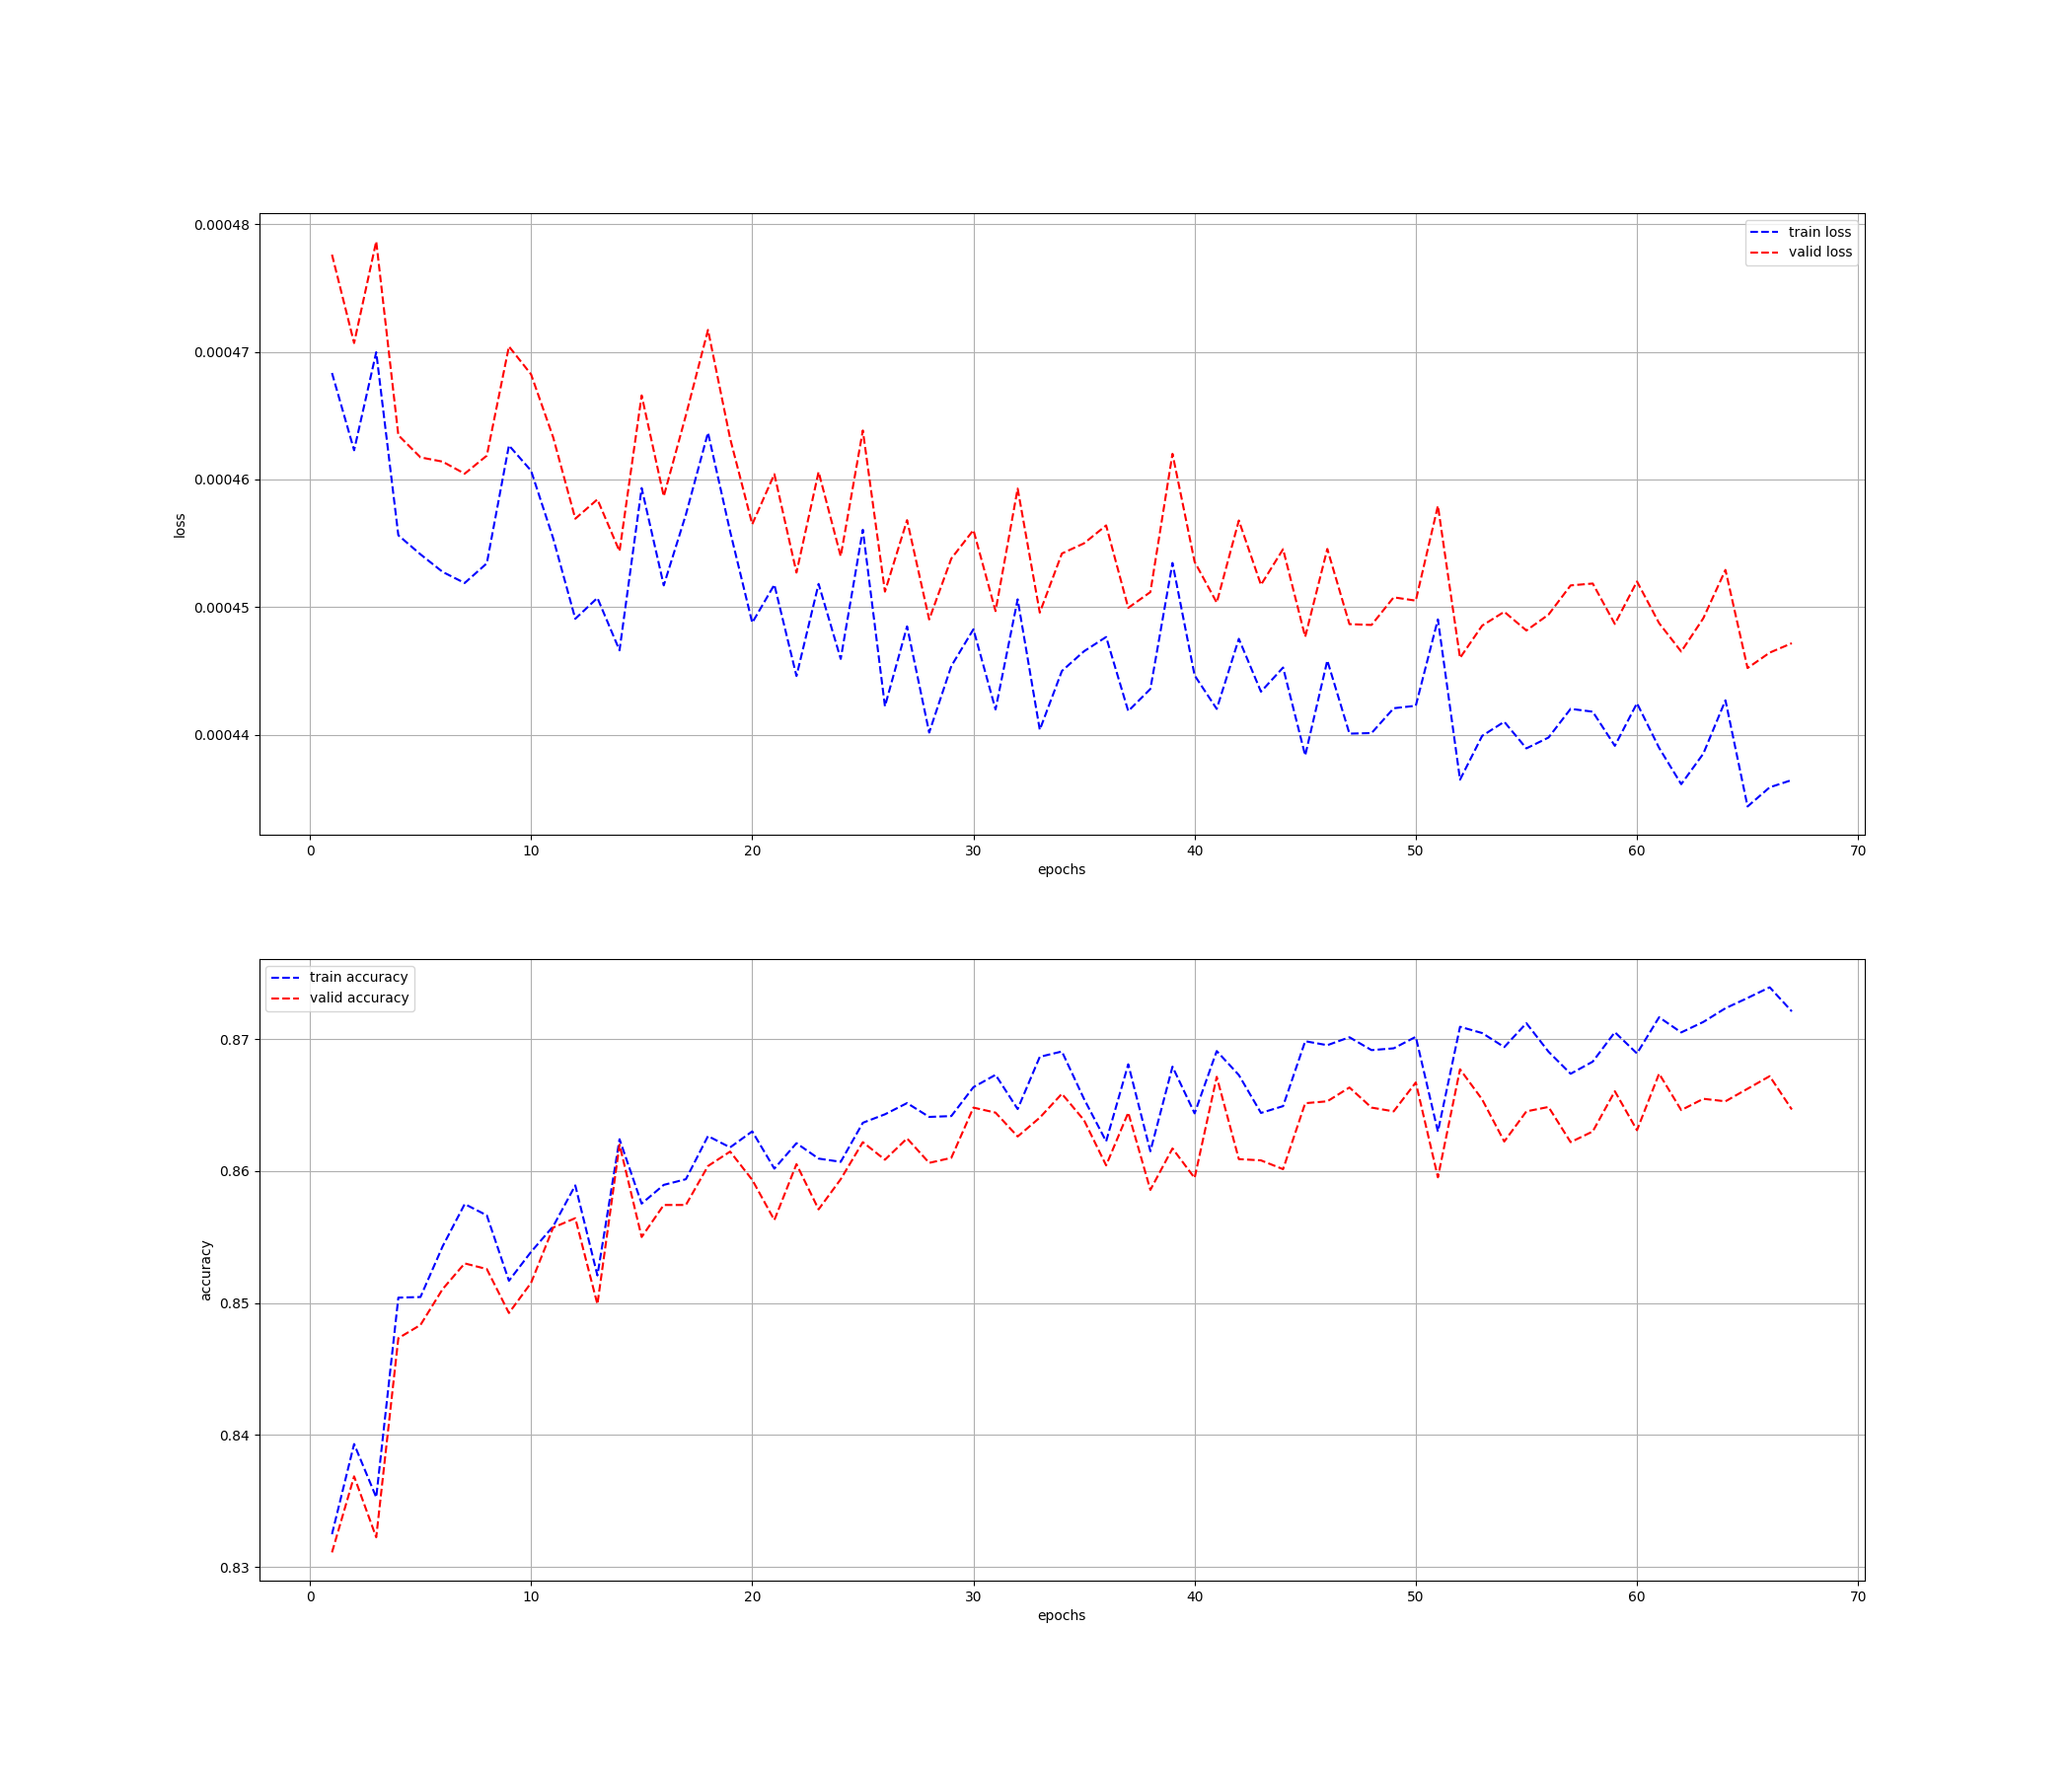 0.00048
0.00047
0.00046
0.00045
0.00044
loss
train loss
valid loss
0 10 20 30 40 50 60 70
epochs
train accuracy
valid accuracy
0.87
0.86
0.85
0.84
0.83
accuracy
0 10 20 30 40 50 60 70
epochs